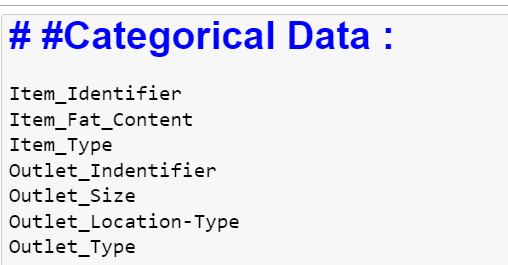 # #Categorical Data :
Item_Identifier
Item_Fat_Content
Item_Type
Outlet_Indentifier
Outlet_Size
Outlet_Location-Type
Outlet_Type